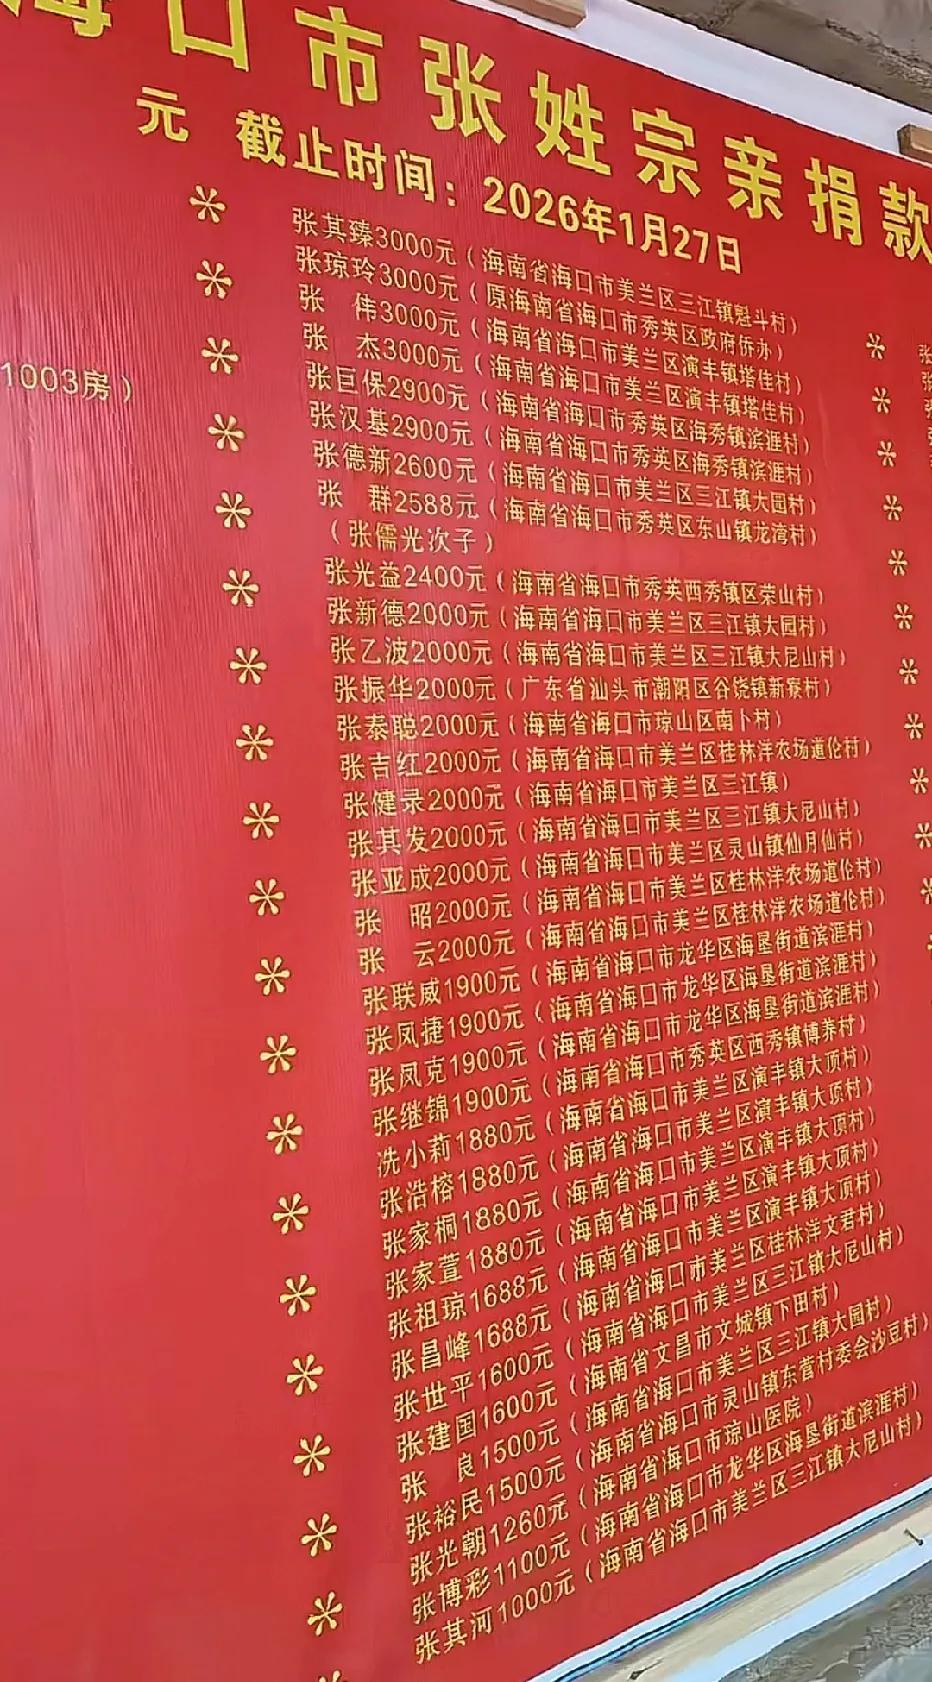 海口市张姓宗亲捐款
元 截止时间：2026年1月27日
1003房）
张其臻3000元（海南省海口市美兰区三江镇魁斗村）
张琼玲3000元（原海南省海口市秀英区政府侨办）
张 伟3000元（海南省海口市美兰区演丰镇塔佳村）
张 杰3000元（海南省海口市美兰区演丰镇塔佳村）
张巨保2900元（海南省海口市秀英区海秀镇滨涯村）
张汉基2900元（海南省海口市秀英区海秀镇滨涯村）
张德新2600元（海南省海口市美兰区三江镇大园村）
张 群2588元（海南省海口市秀英区东山镇龙湾村）
（张儒光次子）
张光益2400元（海南省海口市秀英西秀镇区荣山村）
张新德2000元（海南省海口市美兰区三江镇大园村）
张乙波2000元（海南省海口市美兰区三江镇大尼山村）
张振华2000元（广东省汕头市潮阳区谷饶镇新寮村）
张泰聪2000元（海南省海口市琼山区南卜村）
张吉红2000元（海南省海口市美兰区桂林洋农场道伦村）
张健录2000元（海南省海口市美兰区三江镇）
张其发2000元（海南省海口市美兰区三江镇大尼山村）
张亚成2000元（海南省海口市美兰区灵山镇仙月仙村）
张 昭2000元（海南省海口市美兰区桂林洋农场道伦村）
张 云2000元（海南省海口市美兰区桂林洋农场道伦村）
张联威1900元（海南省海口市龙华区海垦街道滨涯村）
张凤捷1900元（海南省海口市龙华区海垦街道滨涯村）
张凤克1900元（海南省海口市龙华区海垦街道滨涯村）
张继锦1900元（海南省海口市秀英区西秀镇博养村）
冼小莉1880元（海南省海口市美兰区演丰镇大顶村）
张浩榕1880元（海南省海口市美兰区演丰镇大顶村）
张家桐1880元（海南省海口市美兰区演丰镇大顶村）
张家萱1880元（海南省海口市美兰区演丰镇大顶村）
张祖琼1688元（海南省海口市美兰区演丰镇大顶村）
张昌峰1688元（海南省海口市美兰区桂林洋文君村）
张世平1600元（海南省海口市美兰区三江镇大尼山村）
张建国1600元（海南省文昌市文城镇下田村）
张 良1500元（海南省海口市美兰区三江镇大园村）
张裕民1500元（海南省海口市灵山镇东营村委会沙豆村）
张光朝1260元（海南省海口市琼山医院）
张博彩1100元（海南省海口市龙华区海垦街道滨涯村）
张其河1000元（海南省海口市美兰区三江镇大尼山村）